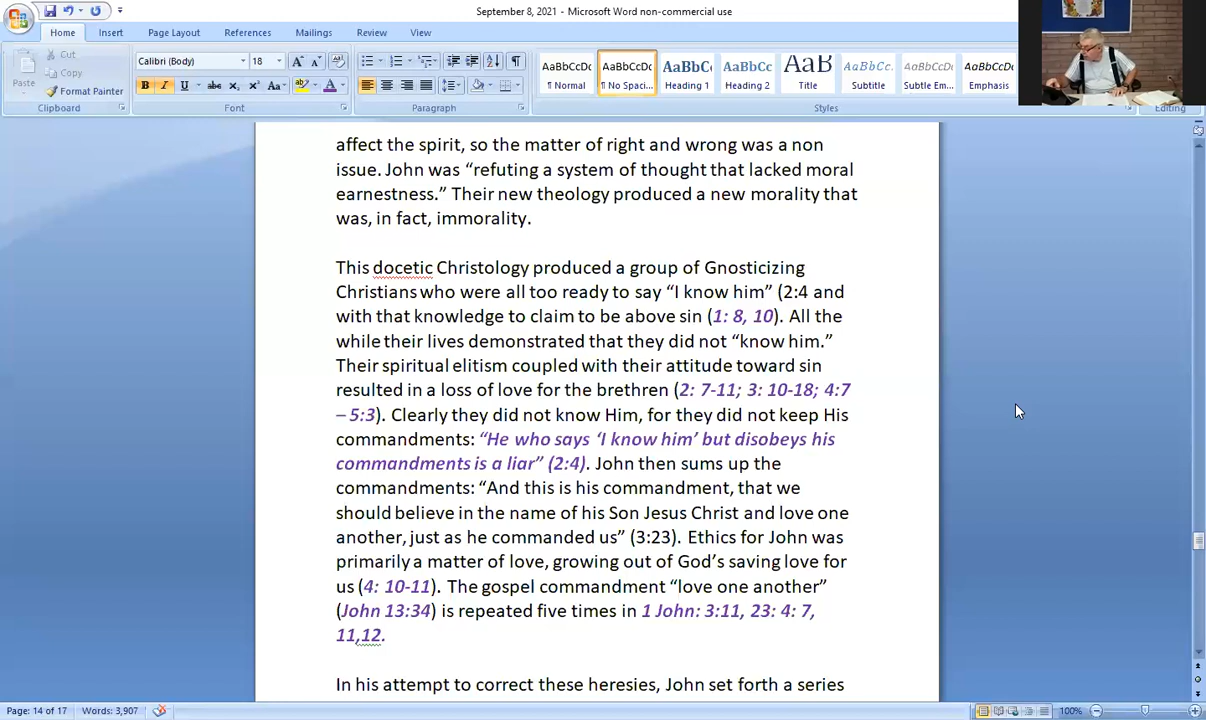 September 8, 2021 - Microsoft Word non-commercial use
Home Insert Page Layout References Mailings Review View
Paste
Cut
Copy
Format Painter
Clipboard
Calibri (Body) 18
Font
Paragraph
AaBbCcDc AaBbCcDc AaBbC AaBbCc AaB AaBbCcl AaBbCcDc AaBbCcDc
¶ Normal ¶ No Spaci... Heading 1 Heading 2 Title Subtitle Subtle Em... Emphasis
Styles
Editing
affect the spirit, so the matter of right and wrong was a non
issue. John was “refuting a system of thought that lacked moral
earnestness.” Their new theology produced a new morality that
was, in fact, immorality.
This docetic Christology produced a group of Gnosticizing
Christians who were all too ready to say “I know him” (2:4 and
with that knowledge to claim to be above sin (1: 8, 10). All the
while their lives demonstrated that they did not “know him.”
Their spiritual elitism coupled with their attitude toward sin
resulted in a loss of love for the brethren (2: 7-11; 3: 10-18; 4:7
– 5:3). Clearly they did not know Him, for they did not keep His
commandments: “He who says ‘I know him’ but disobeys his
commandments is a liar” (2:4). John then sums up the
commandments: “And this is his commandment, that we
should believe in the name of his Son Jesus Christ and love one
another, just as he commanded us” (3:23). Ethics for John was
primarily a matter of love, growing out of God’s saving love for
us (4: 10-11). The gospel commandment “love one another”
(John 13:34) is repeated five times in 1 John: 3:11, 23: 4: 7,
11,12.
In his attempt to correct these heresies, John set forth a series
Page: 14 of 17 Words: 3,907 100%